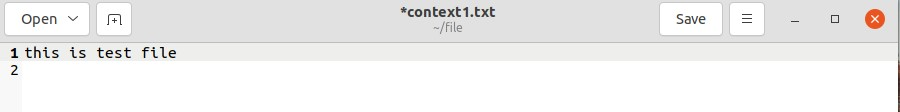 Open
*context1.txt
~/file
Save
1 this is test file
2